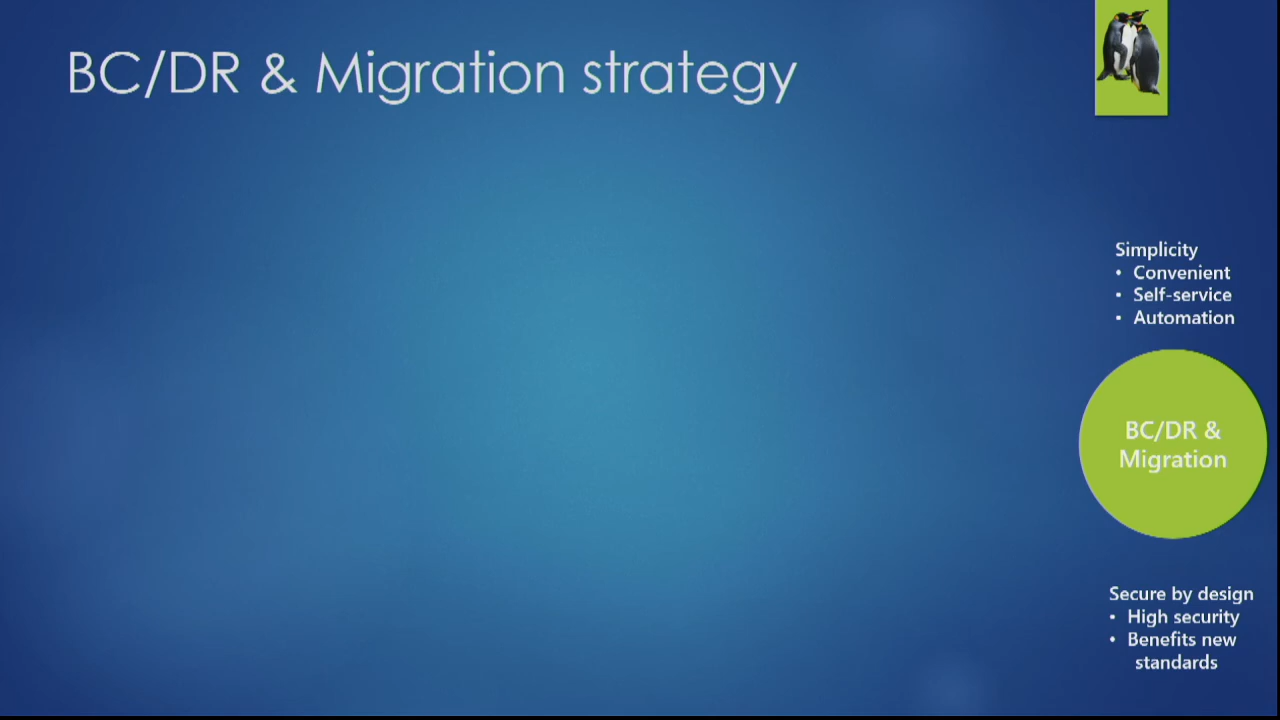 BC/DR & Migration strategy
Simplicity
• Convenient
• Self-service
• Automation
BC/DR &
Migration
Secure by design
• High security
• Benefits new
standards